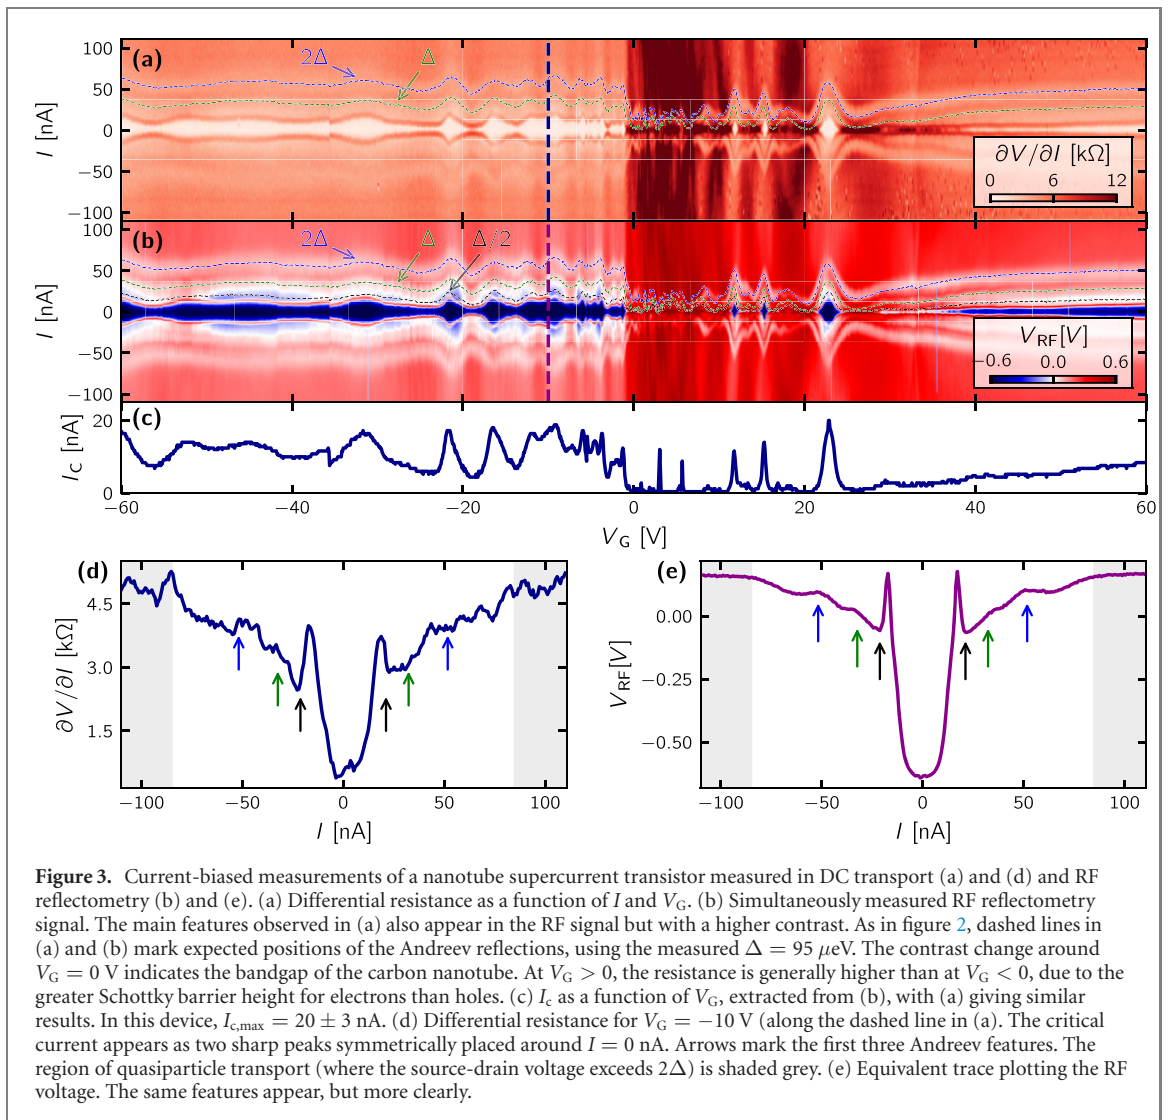 (a)
2Δ
Δ
100
50
0
−50
−100
I [nA]
∂V/∂I [kΩ]
0 6 12
(b)
2Δ
Δ
Δ/2
100
50
0
−50
−100
I [nA]
V_RF[V]
−0.6 0.0 0.6
(c)
20
0
I_C [nA]
−60 −40 −20 0 20 40 60
V_G [V]
(d)
4.5
3.0
1.5
∂V/∂I [kΩ]
−100 −50 0 50 100
I [nA]
(e)
0.00
−0.25
−0.50
V_RF[V]
−100 −50 0 50 100
I [nA]
Figure 3. Current-biased measurements of a nanotube supercurrent transistor measured in DC transport (a) and (d) and RF
reflectometry (b) and (e). (a) Differential resistance as a function of I and V_G. (b) Simultaneously measured RF reflectometry
signal. The main features observed in (a) also appear in the RF signal but with a higher contrast. As in figure 2, dashed lines in
(a) and (b) mark expected positions of the Andreev reflections, using the measured Δ = 95 μeV. The contrast change around
V_G = 0 V indicates the bandgap of the carbon nanotube. At V_G > 0, the resistance is generally higher than at V_G < 0, due to the
greater Schottky barrier height for electrons than holes. (c) I_c as a function of V_G, extracted from (b), with (a) giving similar
results. In this device, I_c,max = 20 ± 3 nA. (d) Differential resistance for V_G = −10 V (along the dashed line in (a). The critical
current appears as two sharp peaks symmetrically placed around I = 0 nA. Arrows mark the first three Andreev features. The
region of quasiparticle transport (where the source-drain voltage exceeds 2Δ) is shaded grey. (e) Equivalent trace plotting the RF
voltage. The same features appear, but more clearly.